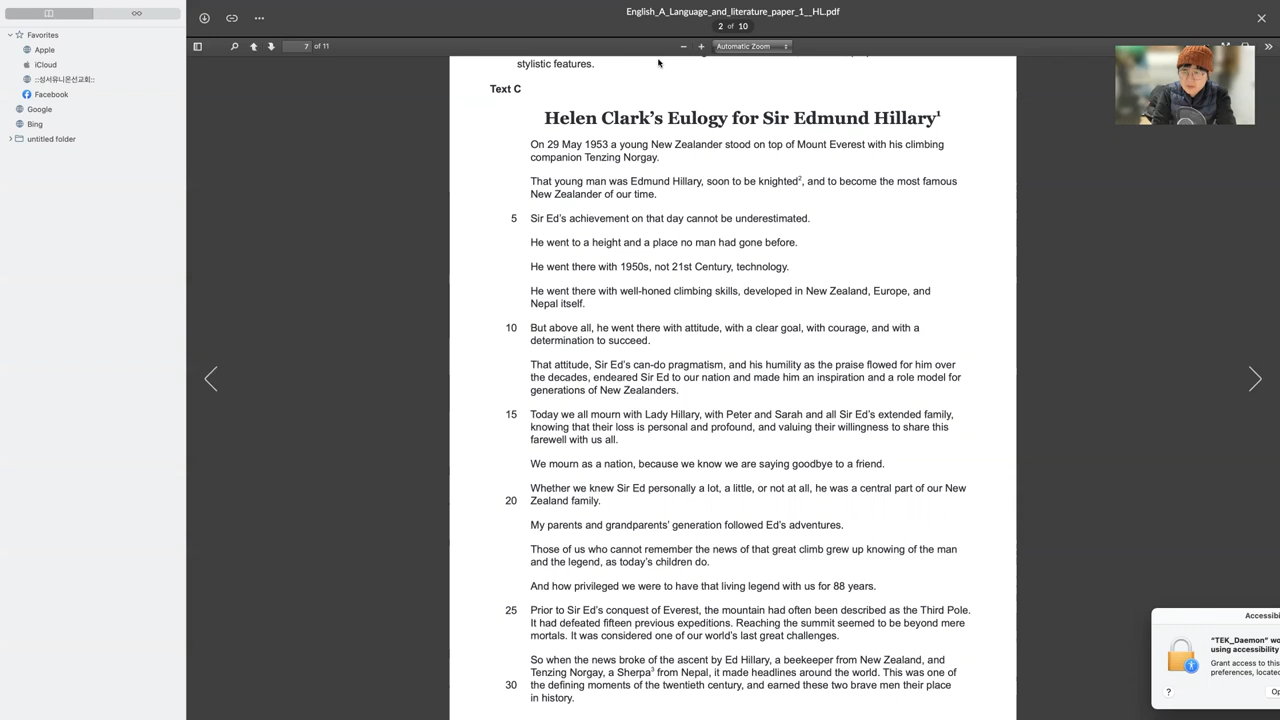 English_A_Language_and_literature_paper_1__HL.pdf
2 of 10
Favorites
Apple
iCloud
::성서유니온선교회::
Facebook
Google
Bing
untitled folder
7 of 11
Automatic Zoom
stylistic features.
Text C
Helen Clark's Eulogy for Sir Edmund Hillary¹
On 29 May 1953 a young New Zealander stood on top of Mount Everest with his climbing
companion Tenzing Norgay.
That young man was Edmund Hillary, soon to be knighted², and to become the most famous
New Zealander of our time.
5 Sir Ed's achievement on that day cannot be underestimated.
He went to a height and a place no man had gone before.
He went there with 1950s, not 21st Century, technology.
He went there with well-honed climbing skills, developed in New Zealand, Europe, and
Nepal itself.
10 But above all, he went there with attitude, with a clear goal, with courage, and with a
determination to succeed.
That attitude, Sir Ed's can-do pragmatism, and his humility as the praise flowed for him over
the decades, endeared Sir Ed to our nation and made him an inspiration and a role model for
generations of New Zealanders.
15 Today we all mourn with Lady Hillary, with Peter and Sarah and all Sir Ed's extended family,
knowing that their loss is personal and profound, and valuing their willingness to share this
farewell with us all.
We mourn as a nation, because we know we are saying goodbye to a friend.
Whether we knew Sir Ed personally a lot, a little, or not at all, he was a central part of our New
20 Zealand family.
My parents and grandparents' generation followed Ed's adventures.
Those of us who cannot remember the news of that great climb grew up knowing of the man
and the legend, as today's children do.
And how privileged we were to have that living legend with us for 88 years.
25 Prior to Sir Ed's conquest of Everest, the mountain had often been described as the Third Pole.
It had defeated fifteen previous expeditions. Reaching the summit seemed to be beyond mere
mortals. It was considered one of our world's last great challenges.
So when the news broke of the ascent by Ed Hillary, a beekeeper from New Zealand, and
Tenzing Norgay, a Sherpa³ from Nepal, it made headlines around the world. This was one of
30 the defining moments of the twentieth century, and earned these two brave men their place
in history.
Accessibi
"TEK_Daemon" wo
using accessibility
Grant access to this
preferences, located
?
Op